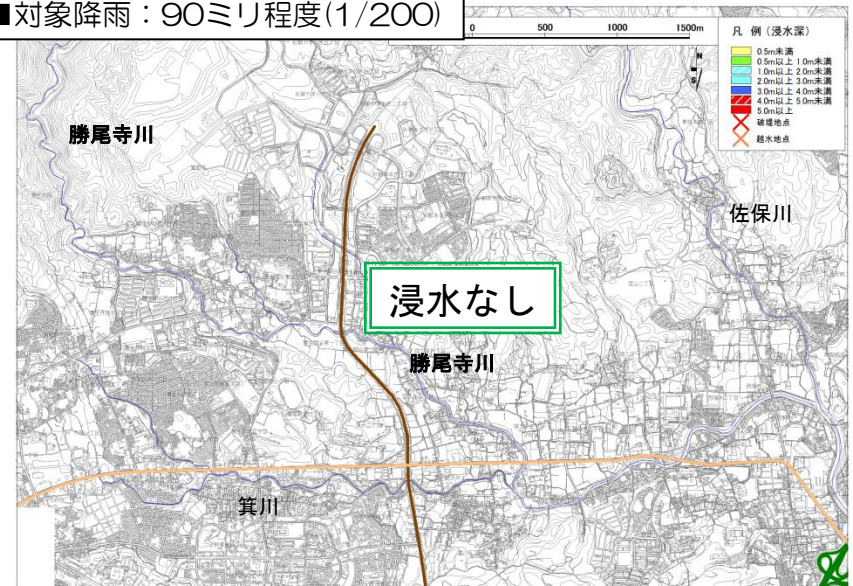 ■対象降雨：90ミリ程度(1/200)
0 500 1000 1500m
N
S
凡 例 (浸水深)
0.5m未満
0.5m以上 1.0m未満
1.0m以上 2.0m未満
2.0m以上 3.0m未満
3.0m以上 4.0m未満
4.0m以上 5.0m未満
5.0m以上
破堤地点
越水地点
勝尾寺川
佐保川
浸水なし
勝尾寺川
箕川